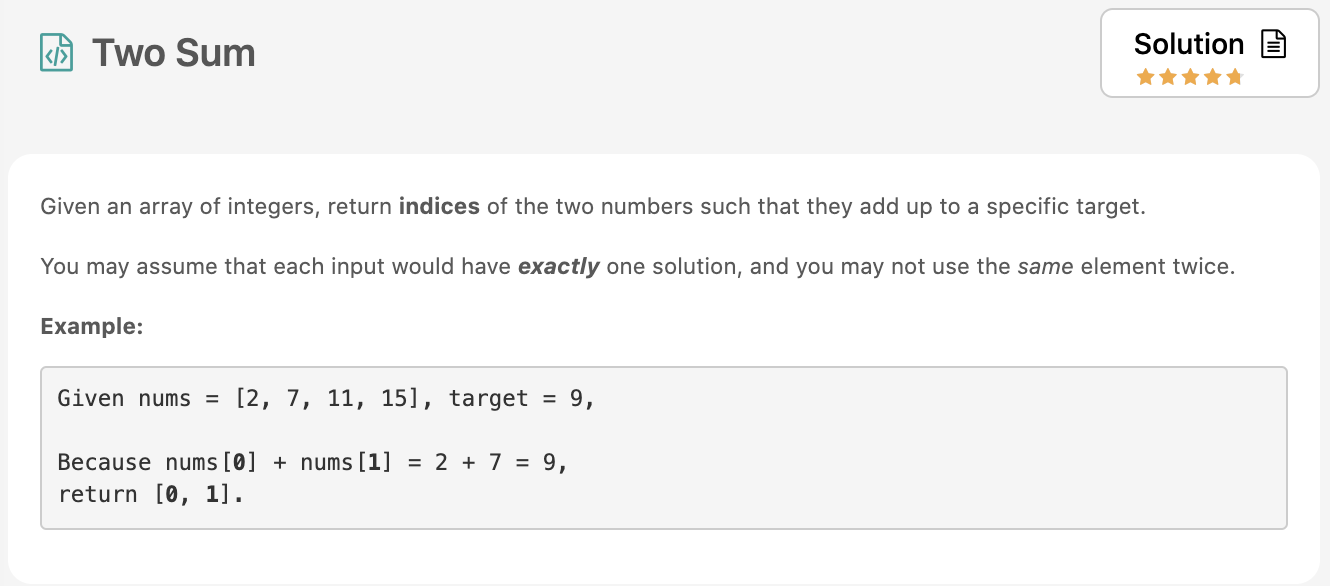 Two Sum
Solution
Given an array of integers, return indices of the two numbers such that they add up to a specific target.
You may assume that each input would have exactly one solution, and you may not use the same element twice.
Example:
Given nums = [2, 7, 11, 15], target = 9,
Because nums[0] + nums[1] = 2 + 7 = 9,
return [0, 1].